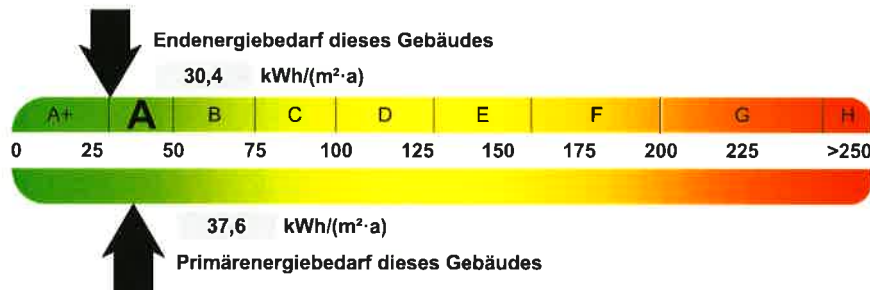 Endenergiebedarf dieses Gebäudes
30,4 kWh/(m²·a)
A+ A B C D E F G H
0 25 50 75 100 125 150 175 200 225 >250
37,6 kWh/(m²·a)
Primärenergiebedarf dieses Gebäudes